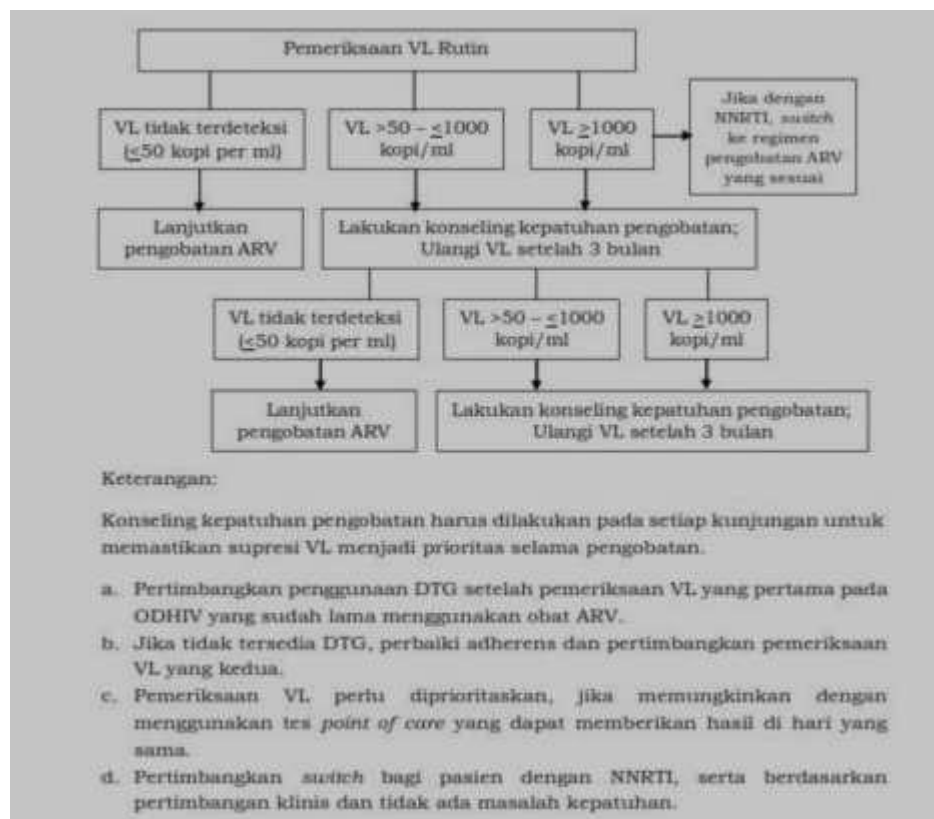 Pemeriksaan VL Rutin
VL tidak terdeteksi
(≤50 kopi per ml)
VL >50 – ≤1000
kopi/ml
VL ≥1000
kopi/ml
Jika dengan
NNRTI, switch
ke regimen
pengobatan ARV
yang sesuai
Lanjutkan
pengobatan ARV
Lakukan konseling kepatuhan pengobatan;
Ulangi VL setelah 3 bulan
VL tidak terdeteksi
(≤50 kopi per ml)
VL >50 – ≤1000
kopi/ml
VL ≥1000
kopi/ml
Lanjutkan
pengobatan ARV
Lakukan konseling kepatuhan pengobatan;
Ulangi VL setelah 3 bulan
Keterangan:
Konseling kepatuhan pengobatan harus dilakukan pada setiap kunjungan untuk
memastikan supresi VL menjadi prioritas selama pengobatan.
a. Pertimbangkan penggunaan DTG setelah pemeriksaan VL yang pertama pada
ODHIV yang sudah lama menggunakan obat ARV.
b. Jika tidak tersedia DTG, perbaiki adherens dan pertimbangkan pemeriksaan
VL yang kedua.
c. Pemeriksaan VL perlu diprioritaskan, jika memungkinkan dengan
menggunakan tes point of care yang dapat memberikan hasil di hari yang
sama.
d. Pertimbangkan switch bagi pasien dengan NNRTI, serta berdasarkan
pertimbangan klinis dan tidak ada masalah kepatuhan.